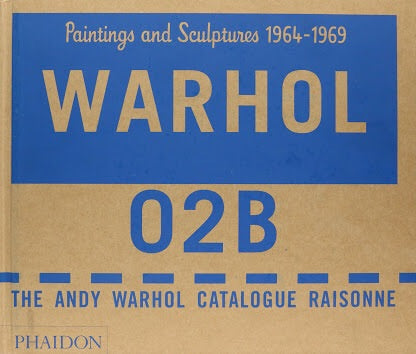 Paintings and Sculptures 1964-1969
WARHOL
02B
THE ANDY WARHOL CATALOGUE RAISONNE
PHAIDON